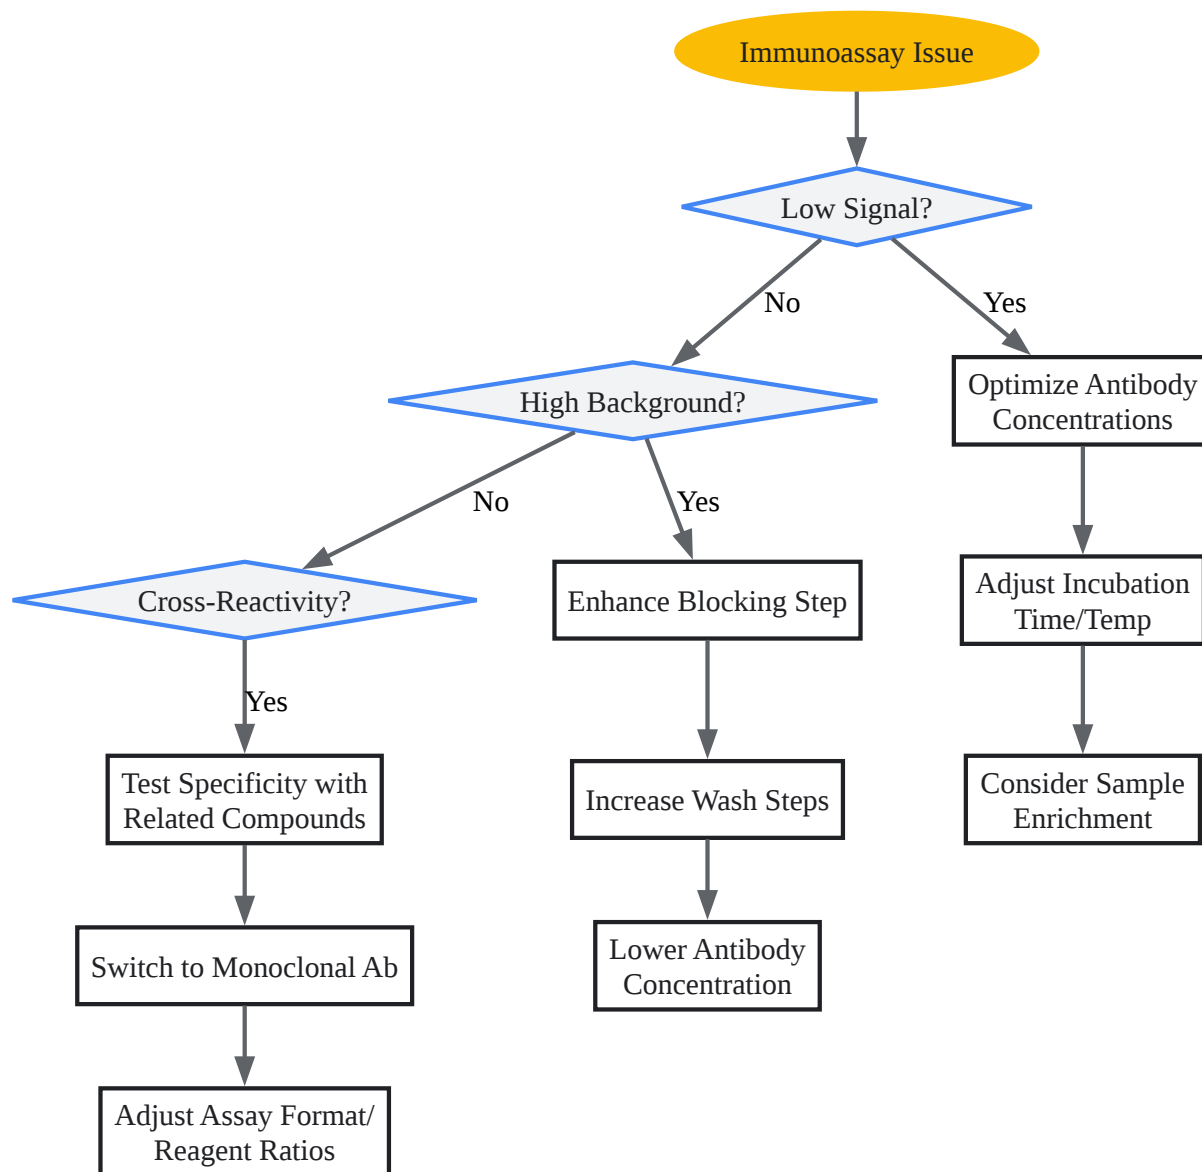 Immunoassay Issue
Low Signal?
No
Yes
High Background?
Optimize Antibody
Concentrations
No
Yes
Cross-Reactivity?
Enhance Blocking Step
Adjust Incubation
Time/Temp
Yes
Test Specificity with
Related Compounds
Increase Wash Steps
Consider Sample
Enrichment
Switch to Monoclonal Ab
Lower Antibody
Concentration
Adjust Assay Format/
Reagent Ratios